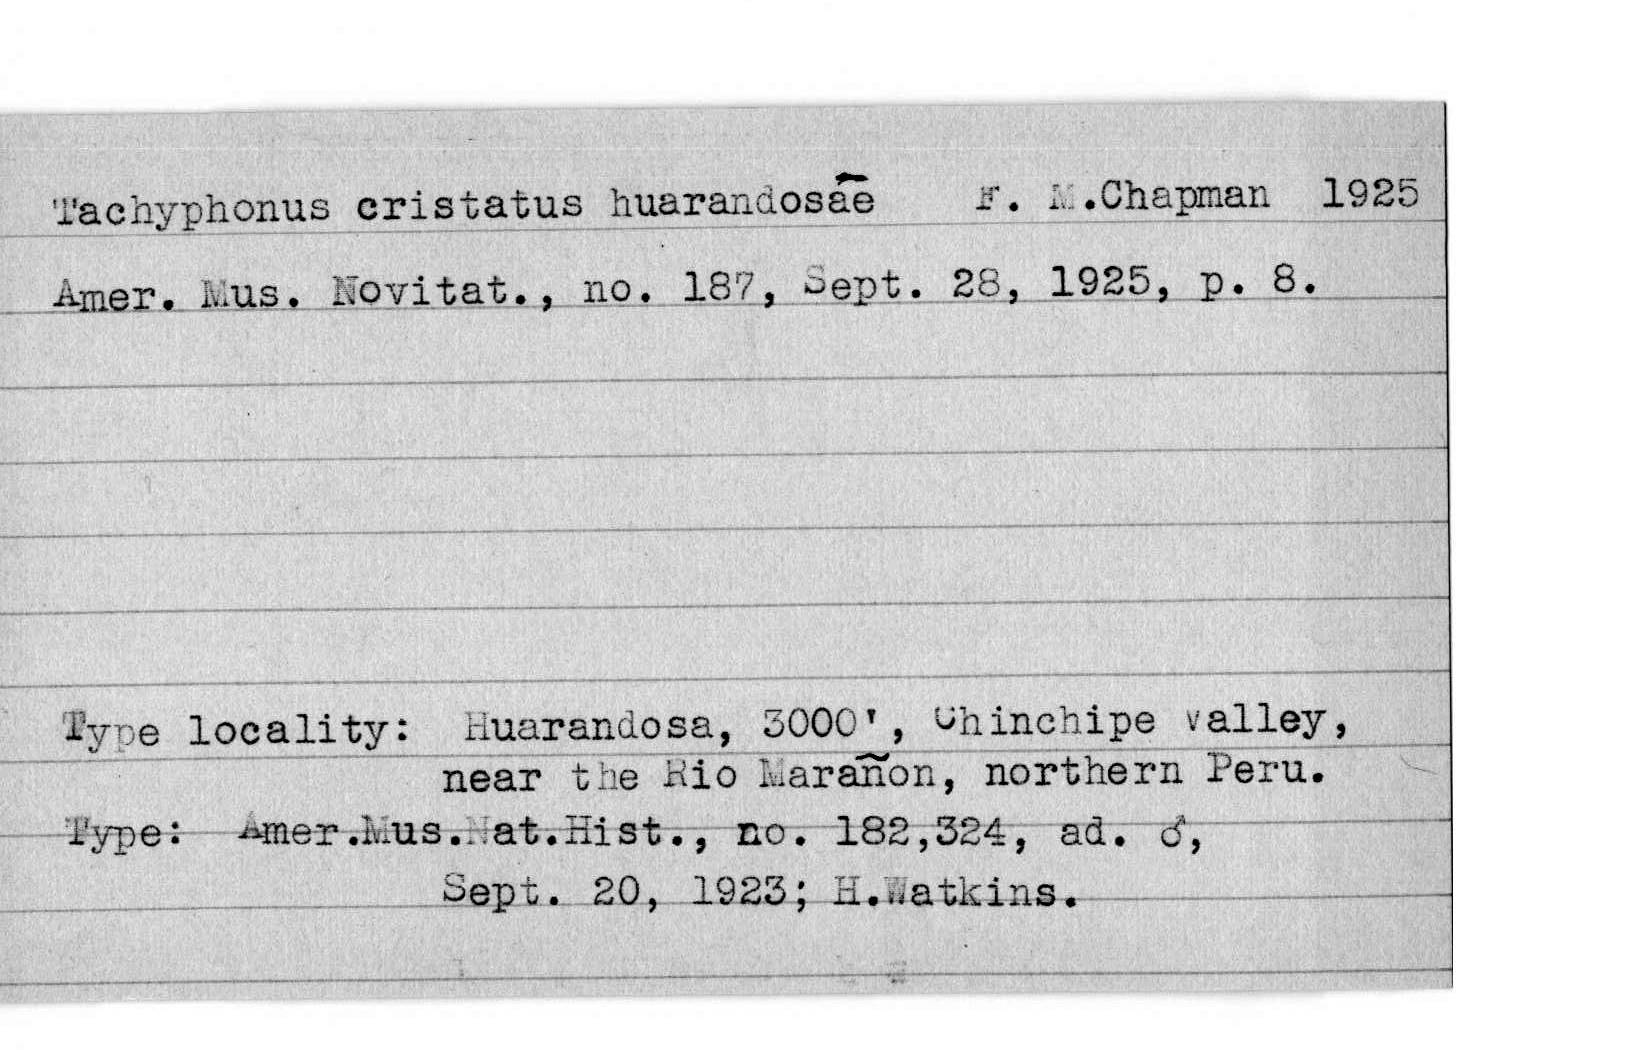 Tachyphonus cristatus huarandosae F. M.Chapman 1925
Amer. Mus. Novitat., no. 187, Sept. 28, 1925, p. 8.
Type locality: Huarandosa, 3000', Chinchipe valley,
near the Rio Marañon, northern Peru.
Type: Amer.Mus.Nat.Hist., no. 182,324, ad. ♂,
Sept. 20, 1923; H.Watkins.